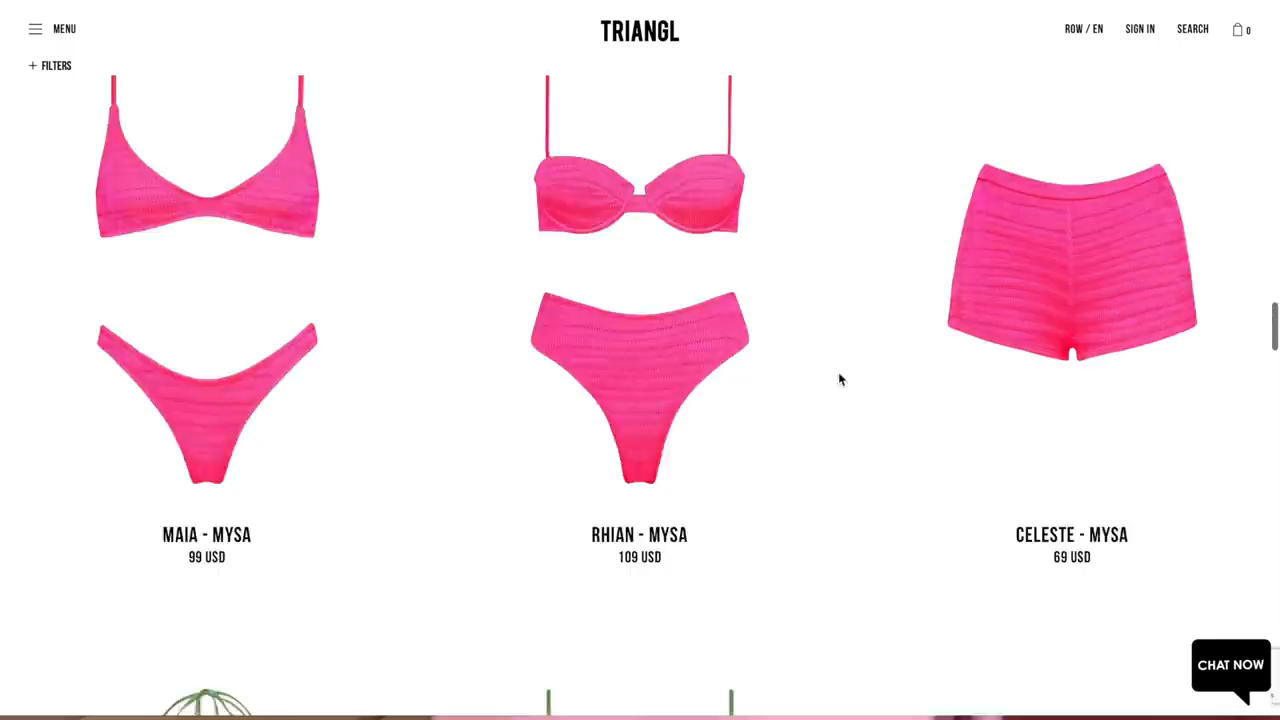 MENU
TRIANGL
ROW / EN
SIGN IN
SEARCH
0
+ FILTERS
MAIA - MYSA
99 USD
RHIAN - MYSA
109 USD
CELESTE - MYSA
69 USD
CHAT NOW